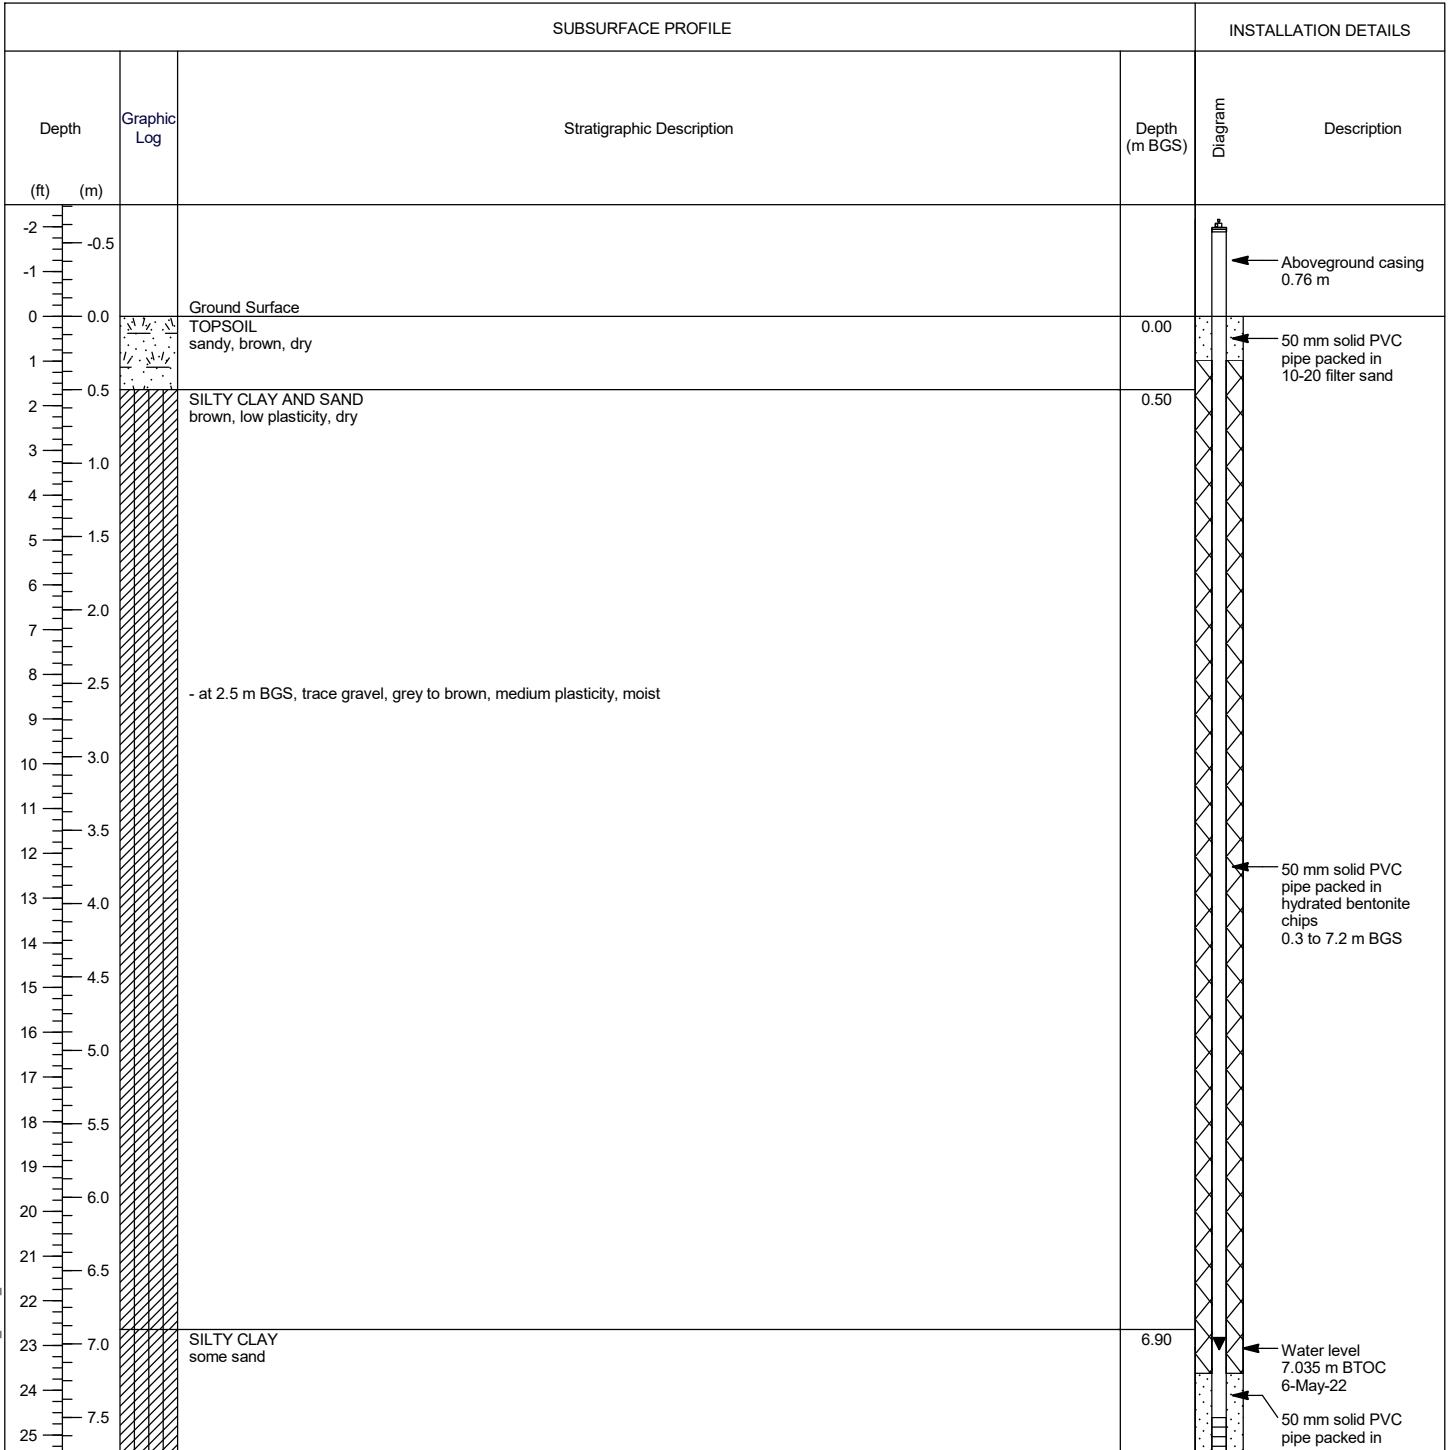 SUBSURFACE PROFILE
INSTALLATION DETAILS
Depth
Graphic
Log
Stratigraphic Description
Depth
(m BGS)
Diagram
Description
(ft) (m)
-2
-0.5
-1
0
0.0
1
0.5
2
3
1.0
4
1.5
5
6
2.0
7
8
2.5
9
3.0
10
11
3.5
12
13
4.0
14
4.5
15
16
5.0
17
18
5.5
19
6.0
20
21
6.5
22
23
7.0
24
7.5
25
Ground Surface
TOPSOIL
sandy, brown, dry
0.00
SILTY CLAY AND SAND
brown, low plasticity, dry
0.50
- at 2.5 m BGS, trace gravel, grey to brown, medium plasticity, moist
SILTY CLAY
some sand
6.90
Aboveground casing
0.76 m
50 mm solid PVC
pipe packed in
10-20 filter sand
50 mm solid PVC
pipe packed in
hydrated bentonite
chips
0.3 to 7.2 m BGS
Water level
7.035 m BTOC
6-May-22
50 mm solid PVC
pipe packed in